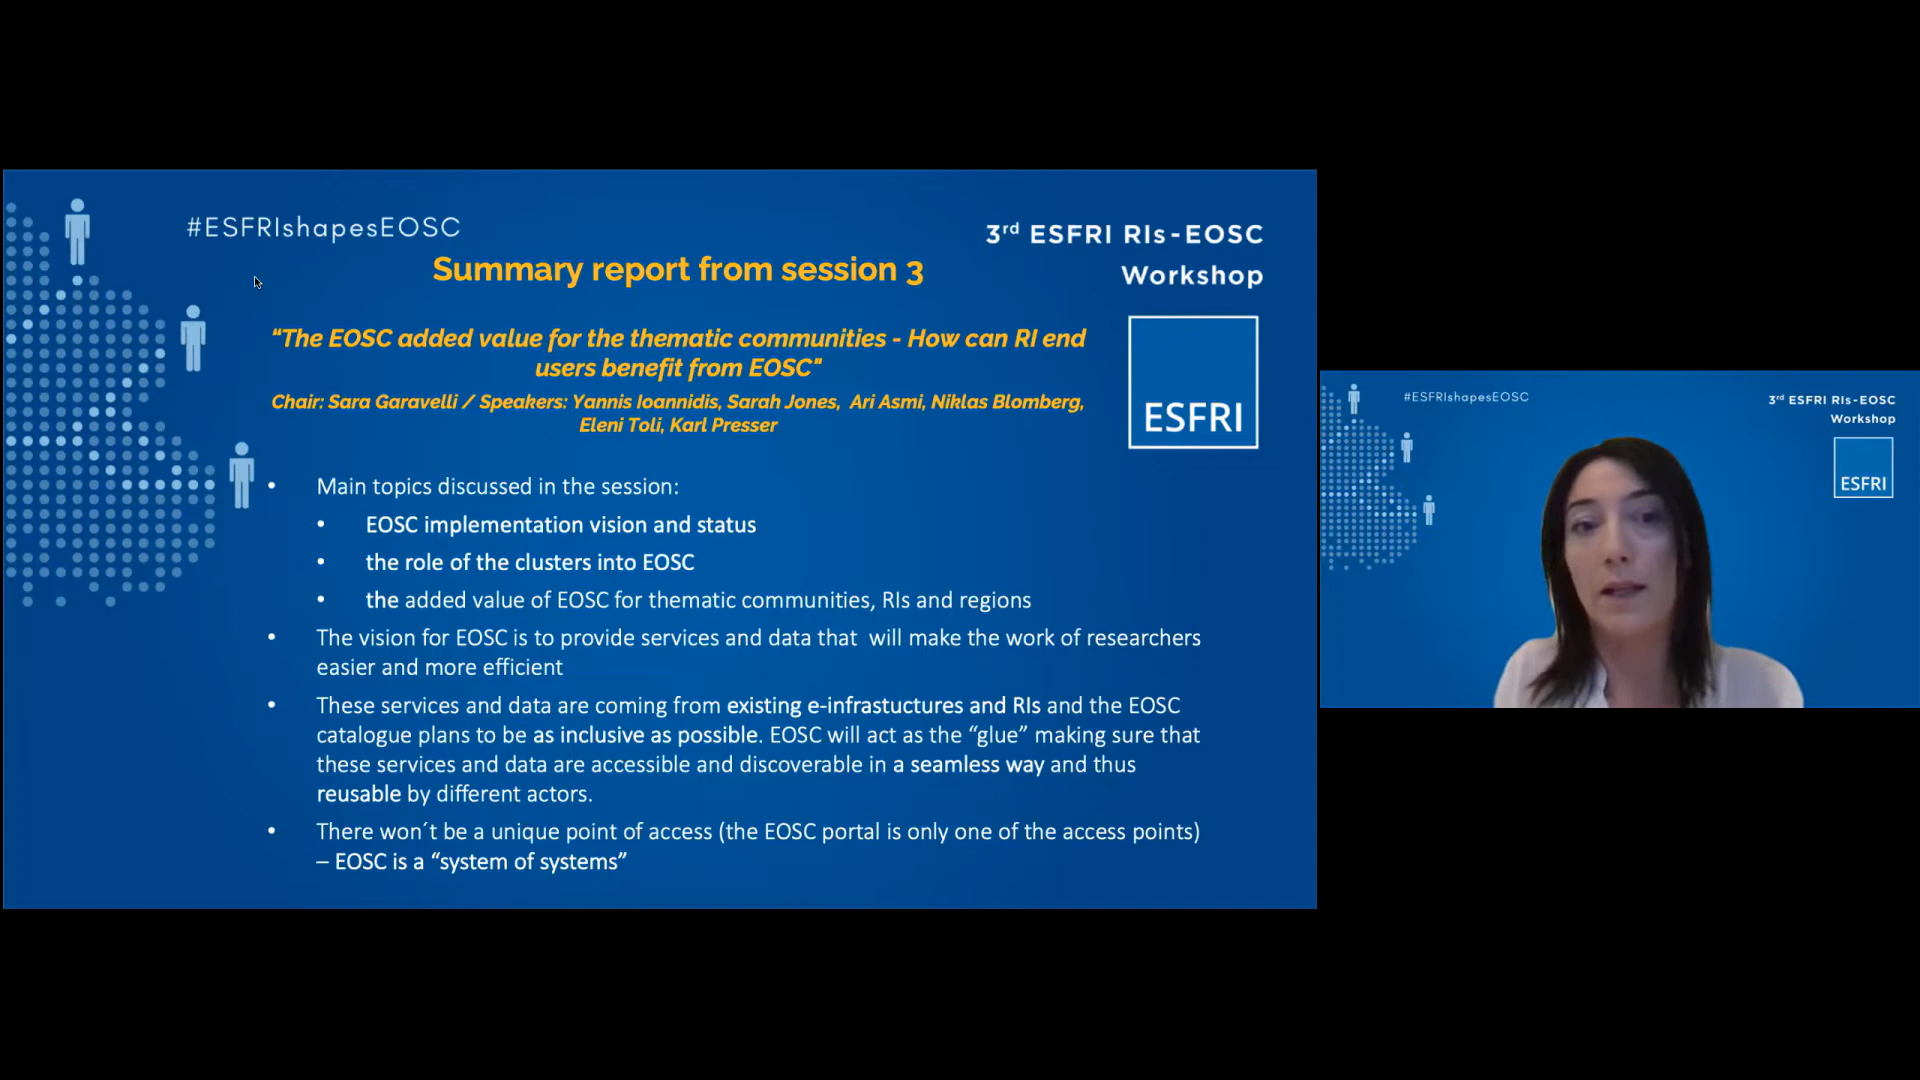 #ESFRIshapesEOSC
3rd ESFRI RIs-EOSC
Workshop
Summary report from session 3
“The EOSC added value for the thematic communities - How can RI end
users benefit from EOSC"
Chair: Sara Garavelli / Speakers: Yannis Ioannidis, Sarah Jones, Ari Asmi, Niklas Blomberg,
Eleni Toli, Karl Presser
ESFRI
• Main topics discussed in the session:
• EOSC implementation vision and status
• the role of the clusters into EOSC
• the added value of EOSC for thematic communities, RIs and regions
• The vision for EOSC is to provide services and data that will make the work of researchers
easier and more efficient
• These services and data are coming from existing e-infrastuctures and RIs and the EOSC
catalogue plans to be as inclusive as possible. EOSC will act as the “glue” making sure that
these services and data are accessible and discoverable in a seamless way and thus
reusable by different actors.
• There won´t be a unique point of access (the EOSC portal is only one of the access points)
– EOSC is a “system of systems”
#ESFRIshapesEOSC
3rd ESFRI RIs-EOSC
Workshop
ESFRI